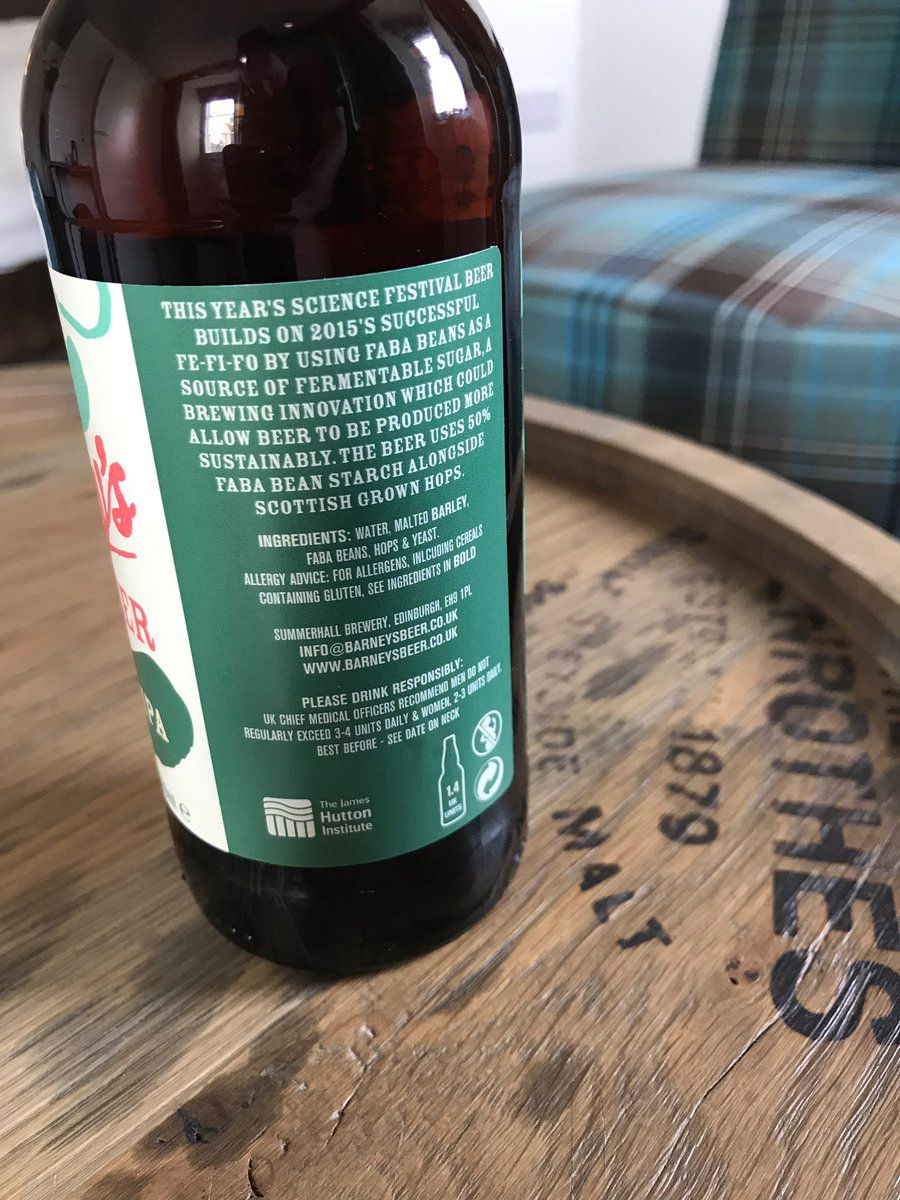 THIS YEAR'S SCIENCE FESTIVAL BEER
BUILDS ON 2015'S SUCCESSFUL
FE-FI-FO BY USING FABA BEANS AS A
SOURCE OF FERMENTABLE SUGAR, A
BREWING INNOVATION WHICH COULD
ALLOW BEER TO BE PRODUCED MORE
SUSTAINABLY. THE BEER USES 50%
FABA BEAN STARCH ALONGSIDE
SCOTTISH GROWN HOPS.
INGREDIENTS: WATER, MALTED BARLEY,
FABA BEANS, HOPS & YEAST.
ALLERGY ADVICE: FOR ALLERGENS, INLCUDING CEREALS
CONTAINING GLUTEN, SEE INGREDIENTS IN BOLD
SUMMERHALL BREWERY, EDINBURGH, EH9 1PL
INFO@BARNEYSBEER.CO.UK
WWW.BARNEYSBEER.CO.UK
PLEASE DRINK RESPONSIBLY:
UK CHIEF MEDICAL OFFICERS RECOMMEND MEN DO NOT
REGULARLY EXCEED 3-4 UNITS DAILY & WOMEN, 2-3 UNITS DAILY.
BEST BEFORE - SEE DATE ON NECK
The James
Hutton
Institute
1.4
UK
UNITS
's
ER
PA
1879
MALT
ROTHES